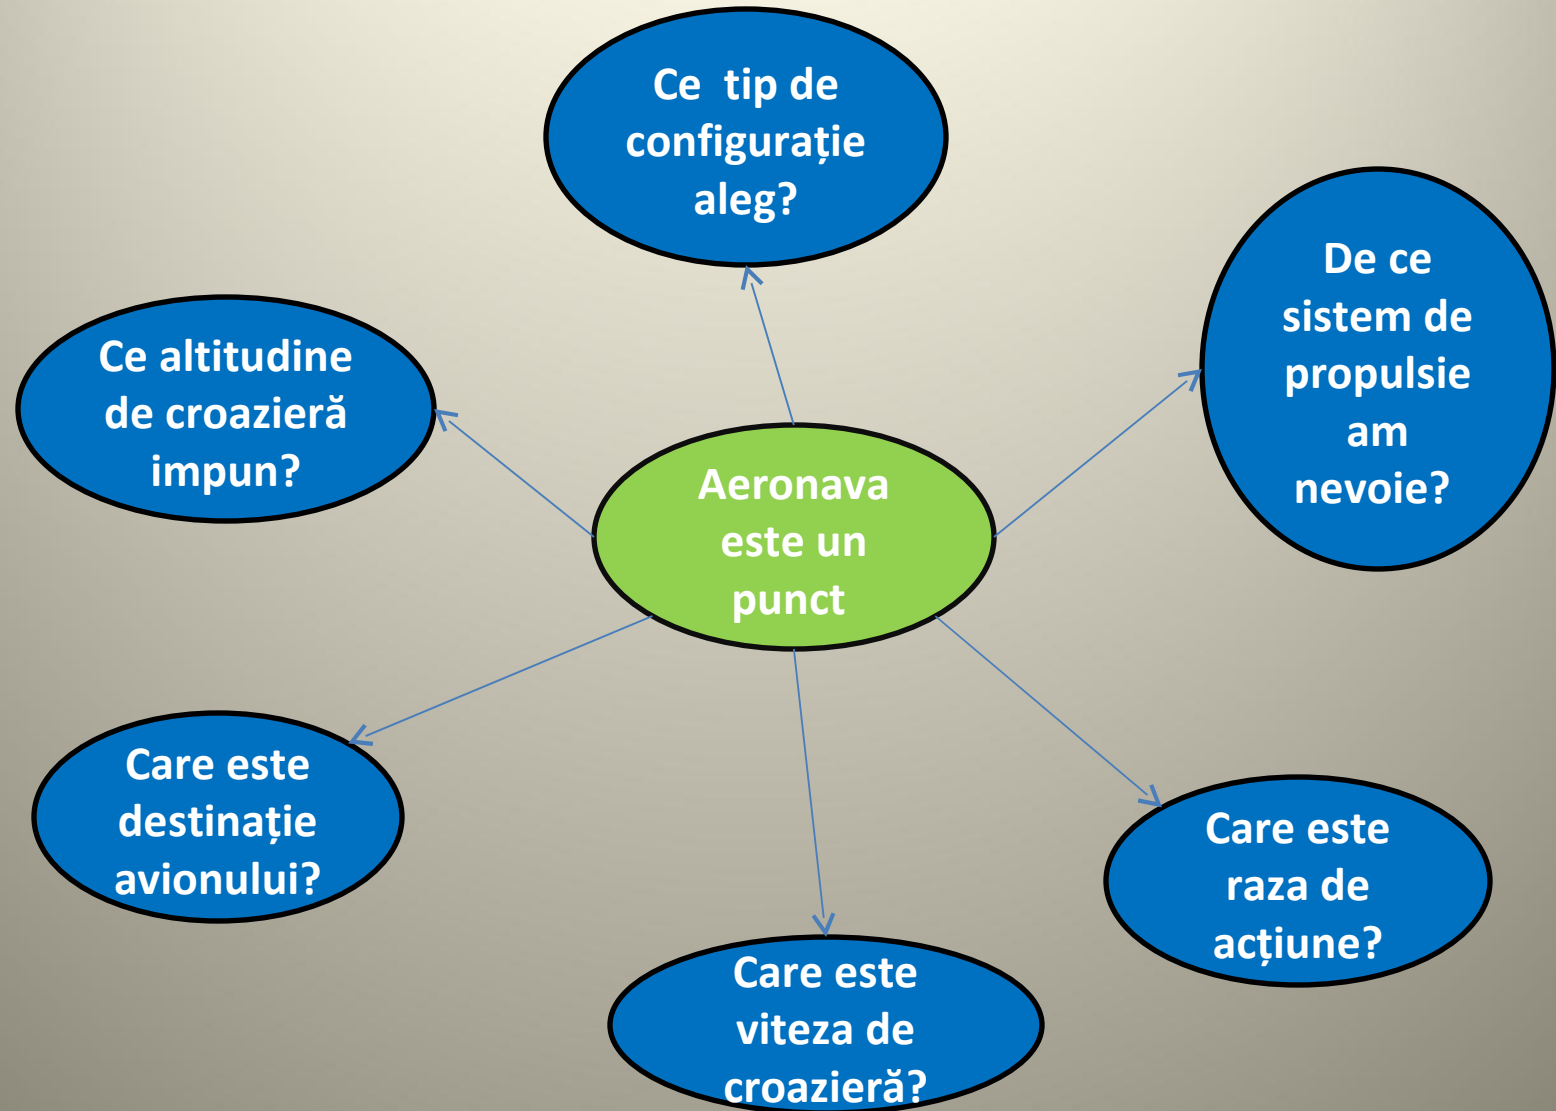 Ce tip de
configurație
aleg?
De ce
sistem de
propulsie
am
nevoie?
Ce altitudine
de croazieră
impun?
Aeronava
este un
punct
Care este
destinație
avionului?
Care este
raza de
acțiune?
Care este
viteza de
croazieră?